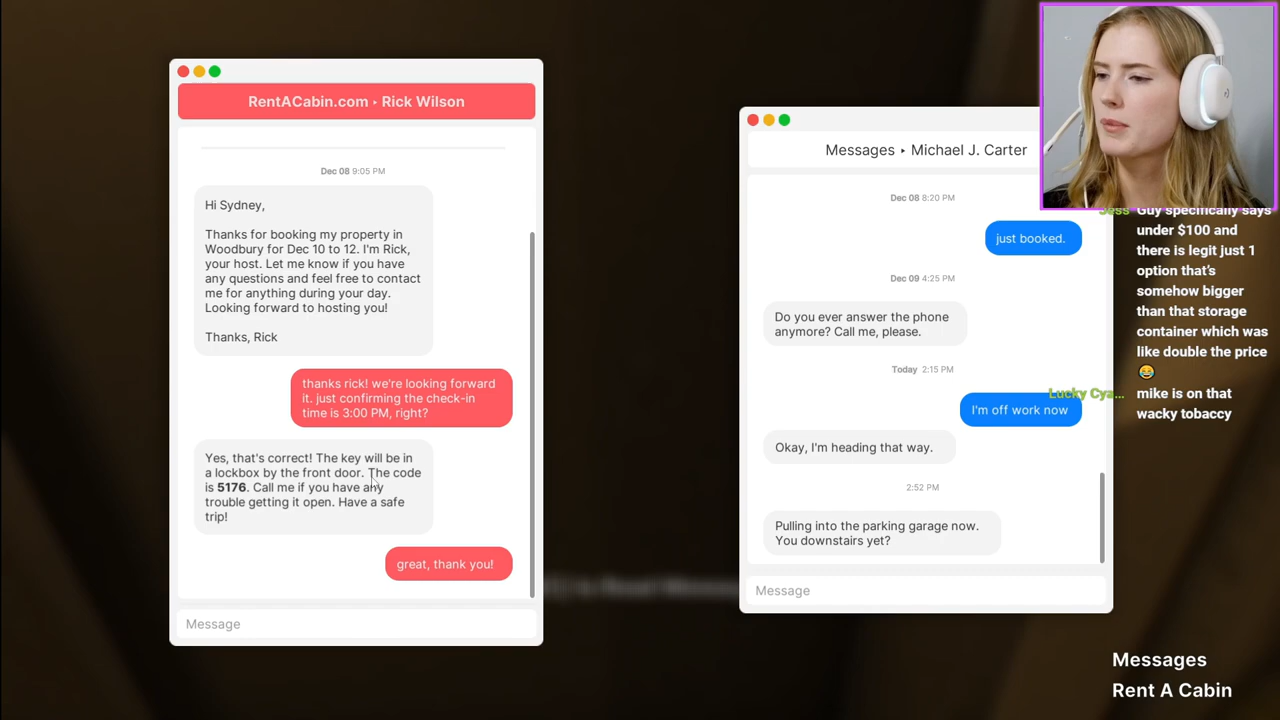 RentACabin.com ▸ Rick Wilson
Dec 08 9:05 PM
Hi Sydney,
Thanks for booking my property in
Woodbury for Dec 10 to 12. I'm Rick,
your host. Let me know if you have
any questions and feel free to contact
me for anything during your day.
Looking forward to hosting you!
Thanks, Rick
thanks rick! we're looking forward
it. just confirming the check-in
time is 3:00 PM, right?
Yes, that's correct! The key will be in
a lockbox by the front door. The code
is 5176. Call me if you have any
trouble getting it open. Have a safe
trip!
great, thank you!
Message
Messages ▸ Michael J. Carter
Dec 08 8:20 PM
just booked.
Dec 09 4:25 PM
Do you ever answer the phone
anymore? Call me, please.
Today 2:15 PM
I'm off work now
Okay, I'm heading that way.
2:52 PM
Pulling into the parking garage now.
You downstairs yet?
Message
Jess Guy specifically says
under $100 and
there is legit just 1
option that's
somehow bigger
than that storage
container which was
like double the price
😂
Lucky Cya... mike is on that
wacky tobaccy
Messages
Rent A Cabin